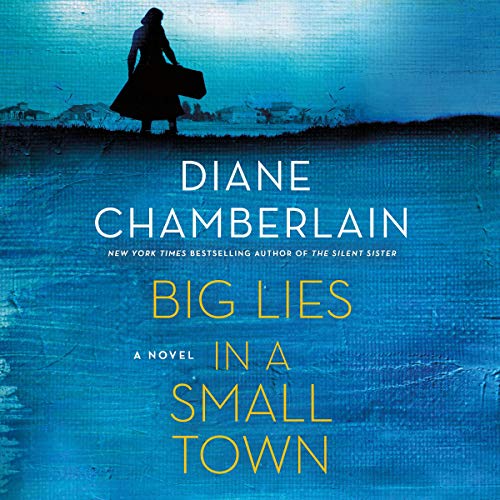 DIANE
CHAMBERLAIN
NEW YORK TIMES BESTSELLING AUTHOR OF THE SILENT SISTER
BIG LIES
A NOVEL IN A
SMALL
TOWN